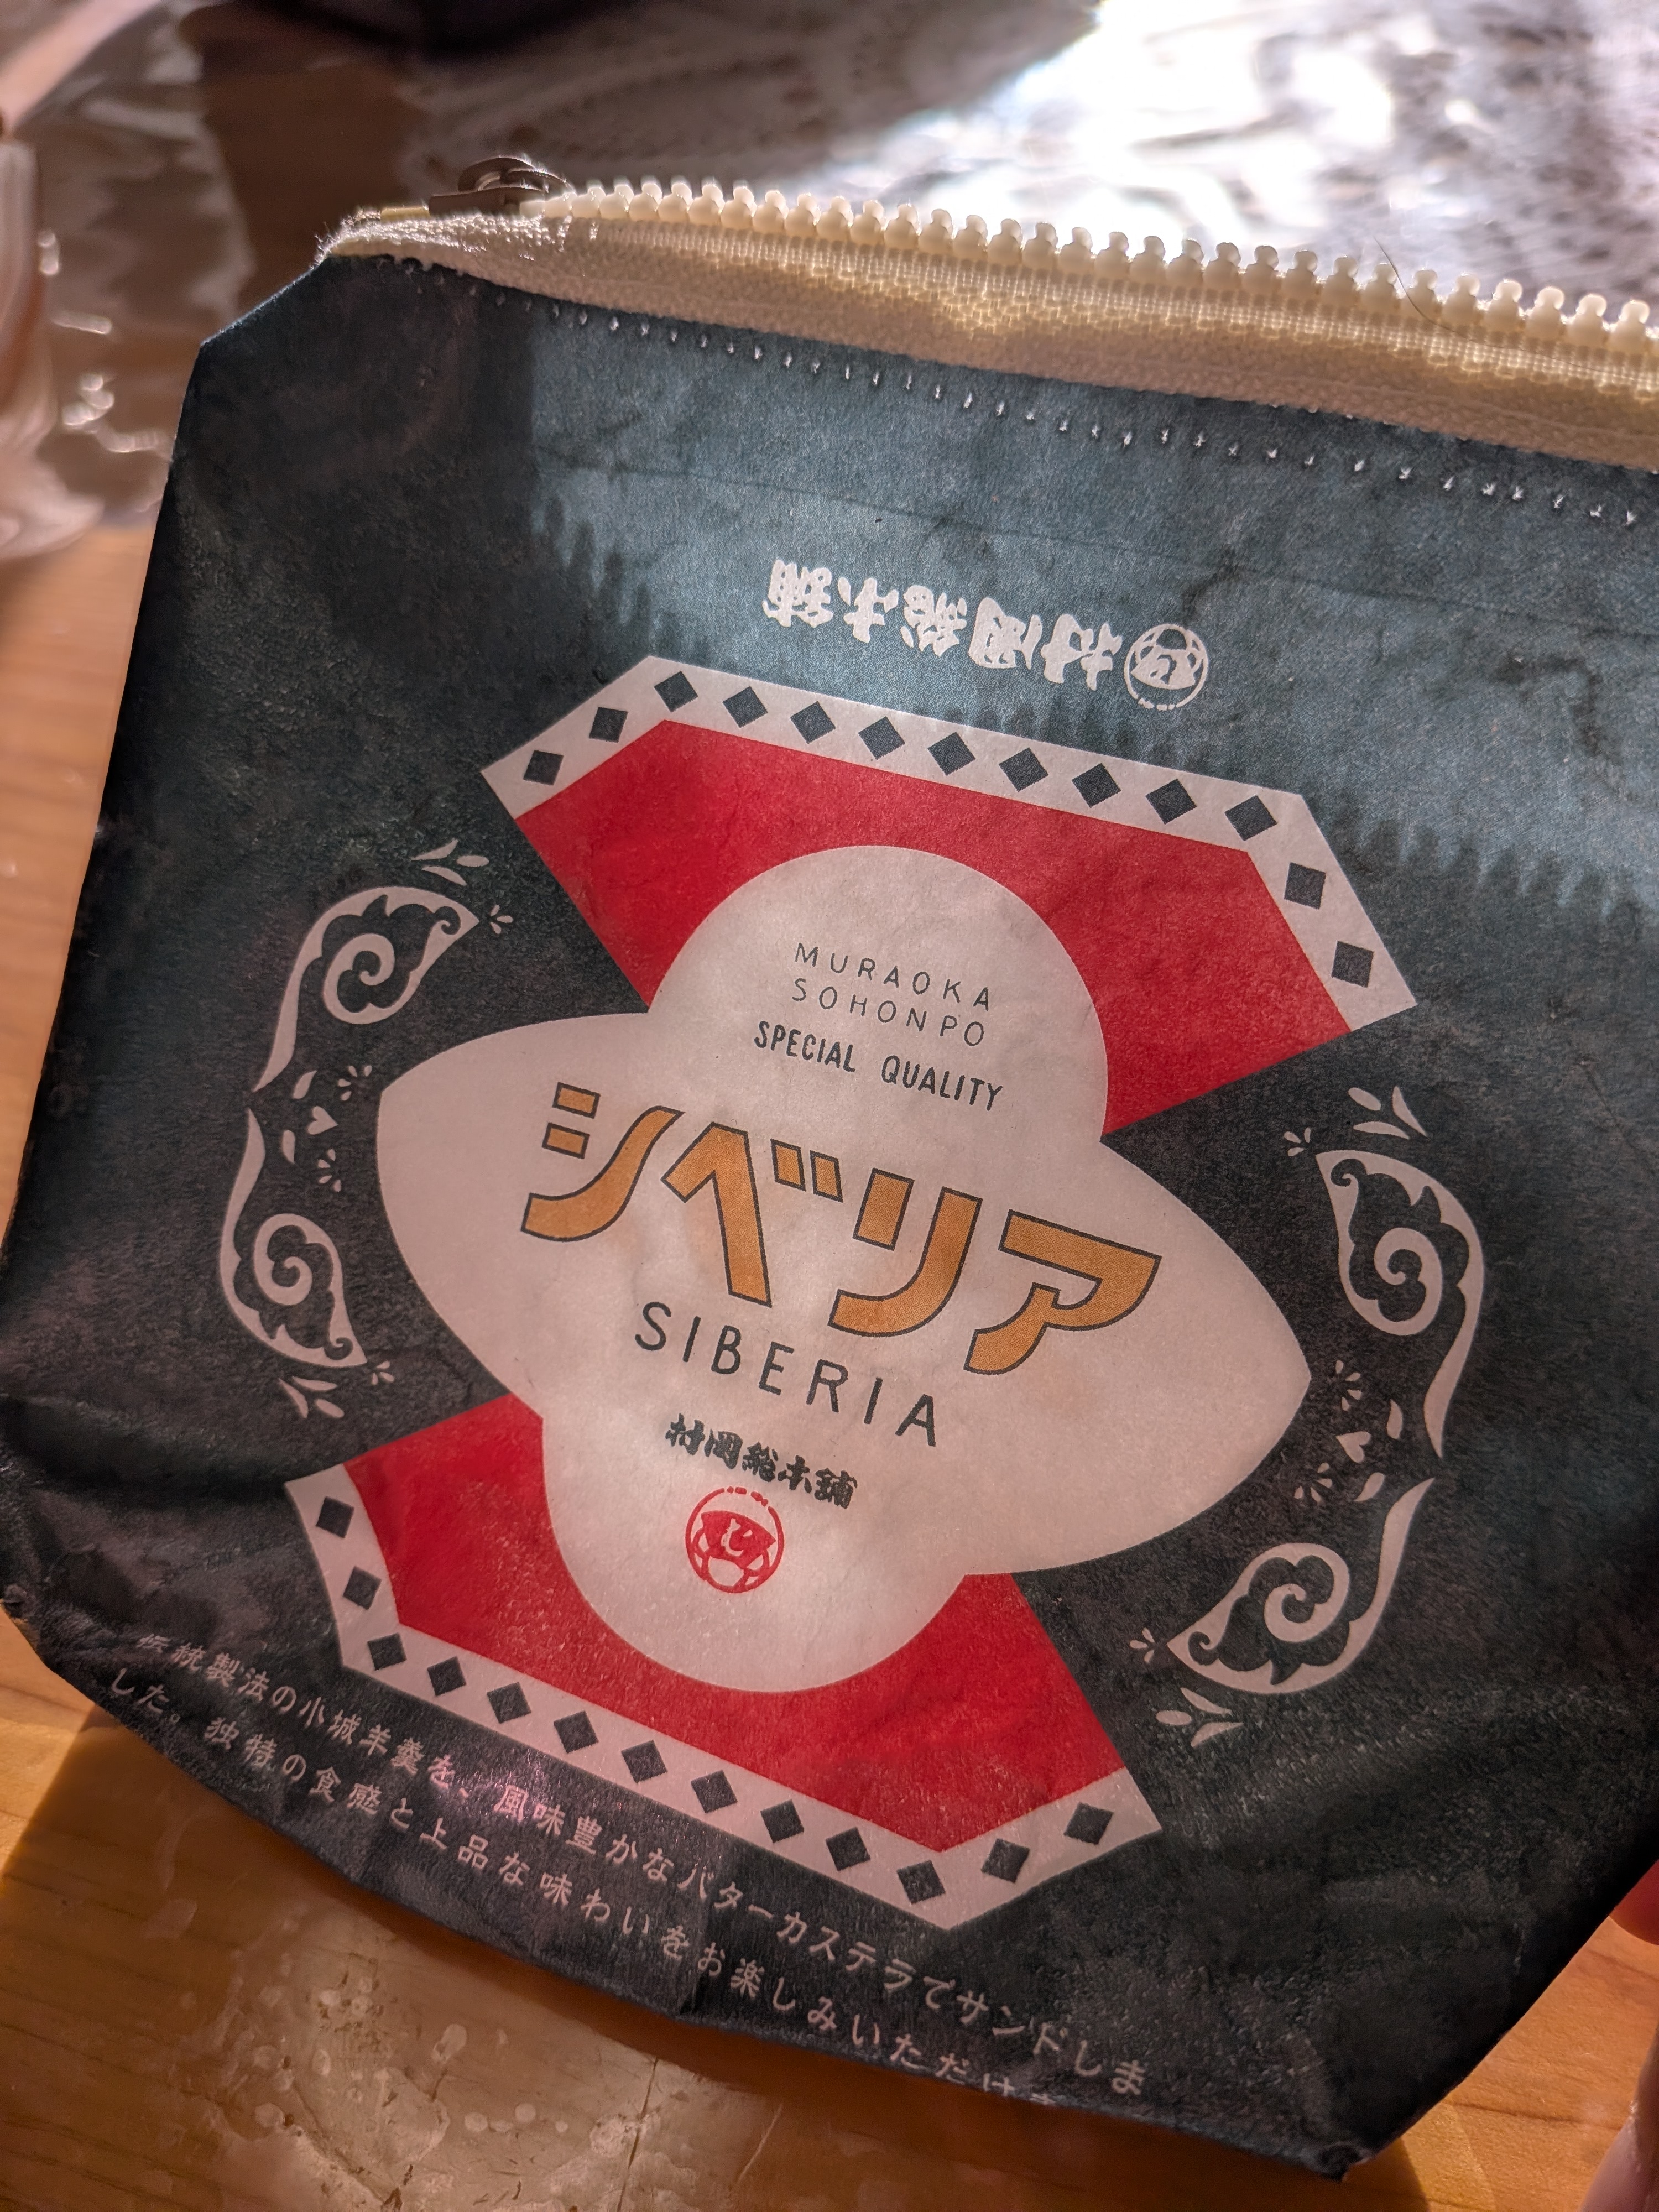 村岡総本舗
MURAOKA
SOHONPO
SPECIAL QUALITY
シベリア
SIBERIA
村岡総本舗
む
伝統製法の小城羊羹を、風味豊かなバターカステラでサンドしま
した。独特の食感と上品な味わいをお楽しみいただけ